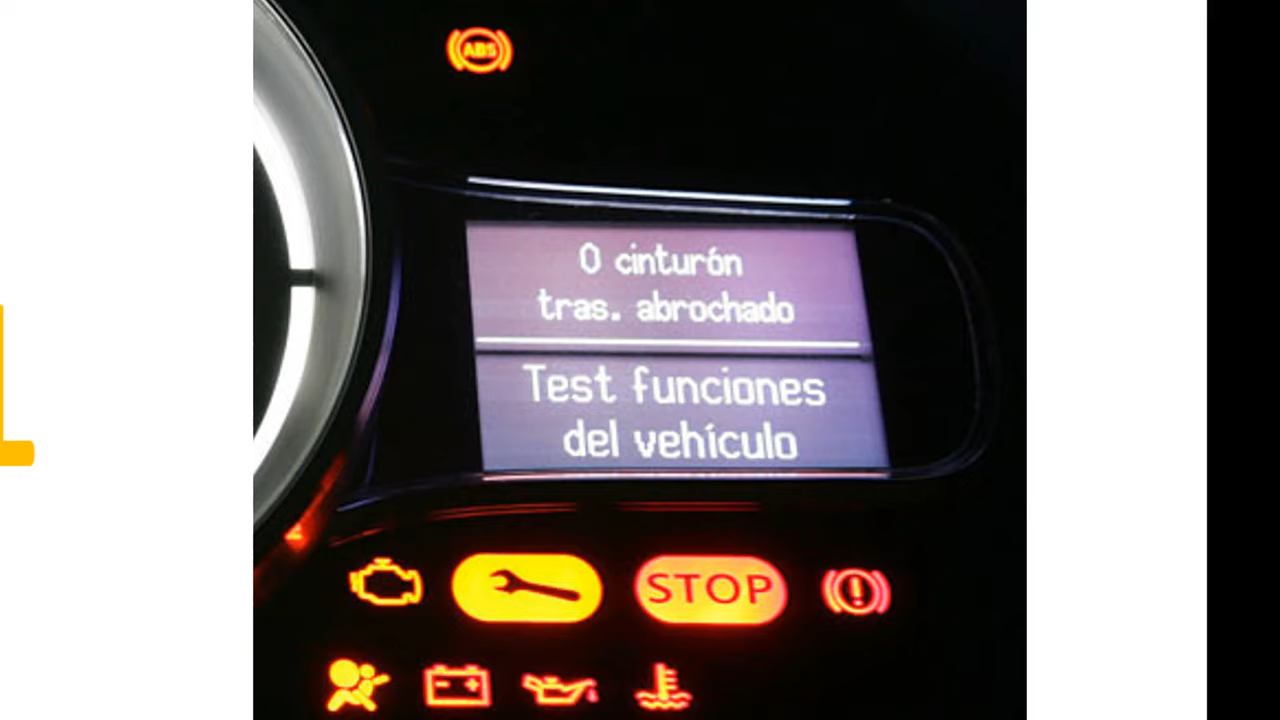 ABS
0 cinturón
tras. abrochado
Test funciones
del vehículo
STOP